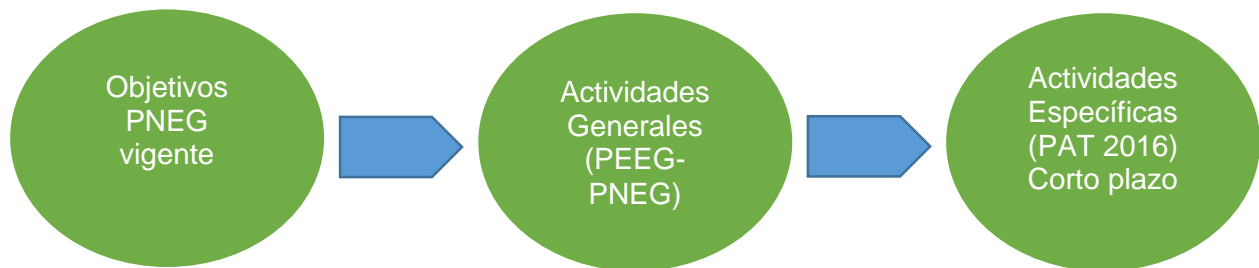 Objetivos
PNEG
vigente
Actividades
Generales
(PEEG-
PNEG)
Actividades
Específicas
(PAT 2016)
Corto plazo